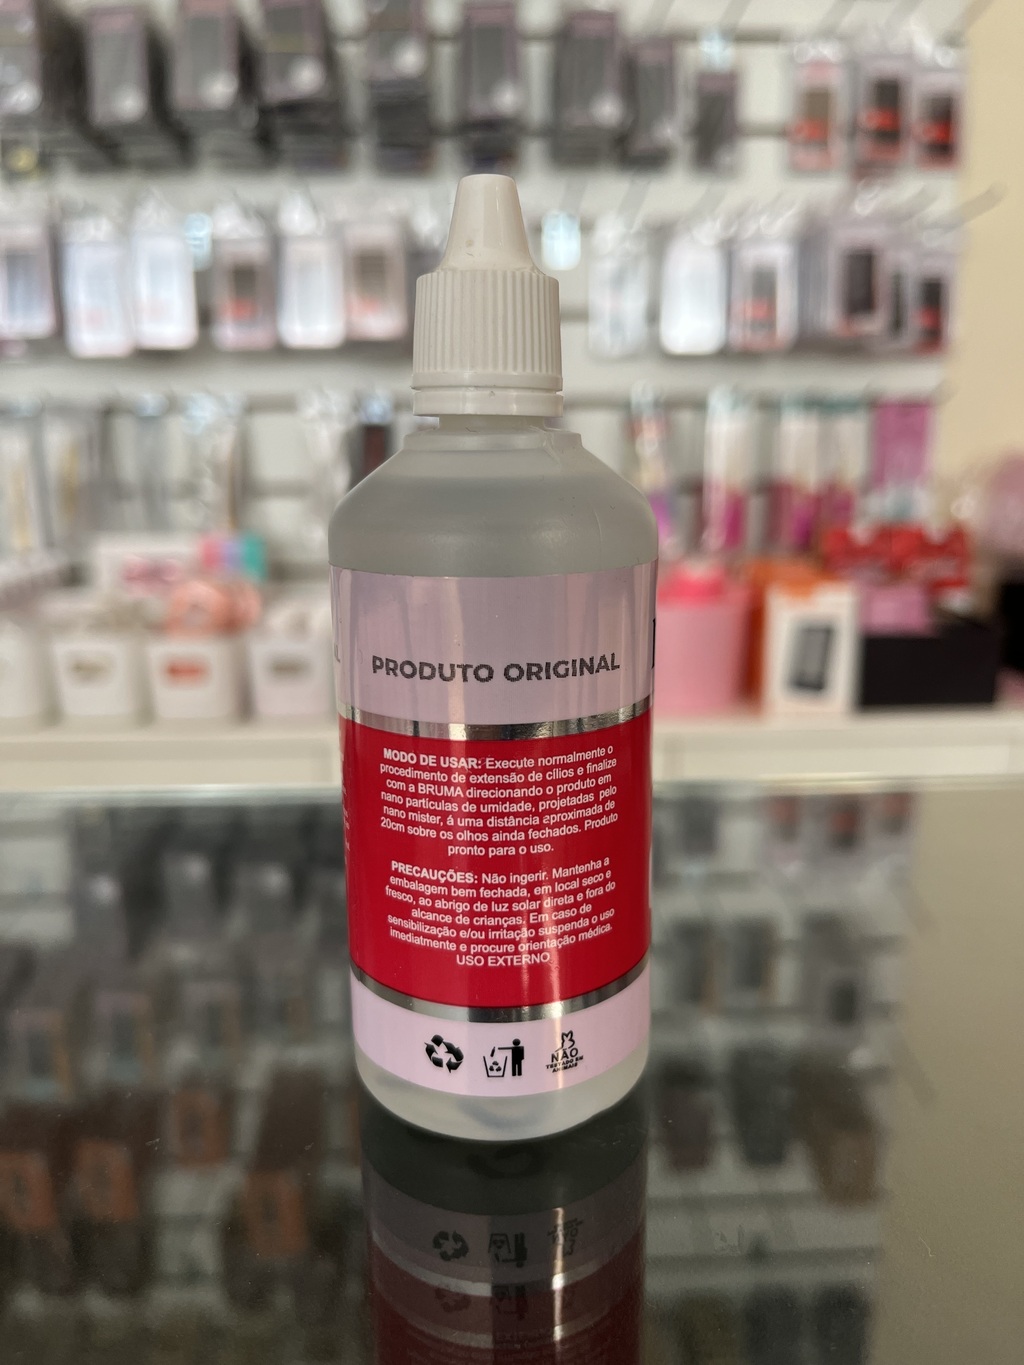 PRODUTO ORIGINAL
MODO DE USAR: Execute normalmente o
procedimento de extensão de cílios e finalize
com a BRUMA direcionando o produto em
nano partículas de umidade, projetadas pelo
nano mister, á uma distância aproximada de
20cm sobre os olhos ainda fechados. Produto
pronto para o uso.
PRECAUÇÕES: Não ingerir. Mantenha a
embalagem bem fechada, em local seco e
fresco, ao abrigo de luz solar direta e fora do
alcance de crianças. Em caso de
sensibilização e/ou irritação suspenda o uso
imediatmente e procure orientação médica.
USO EXTERNO
NÃO
TESTADO EM
ANIMAIS